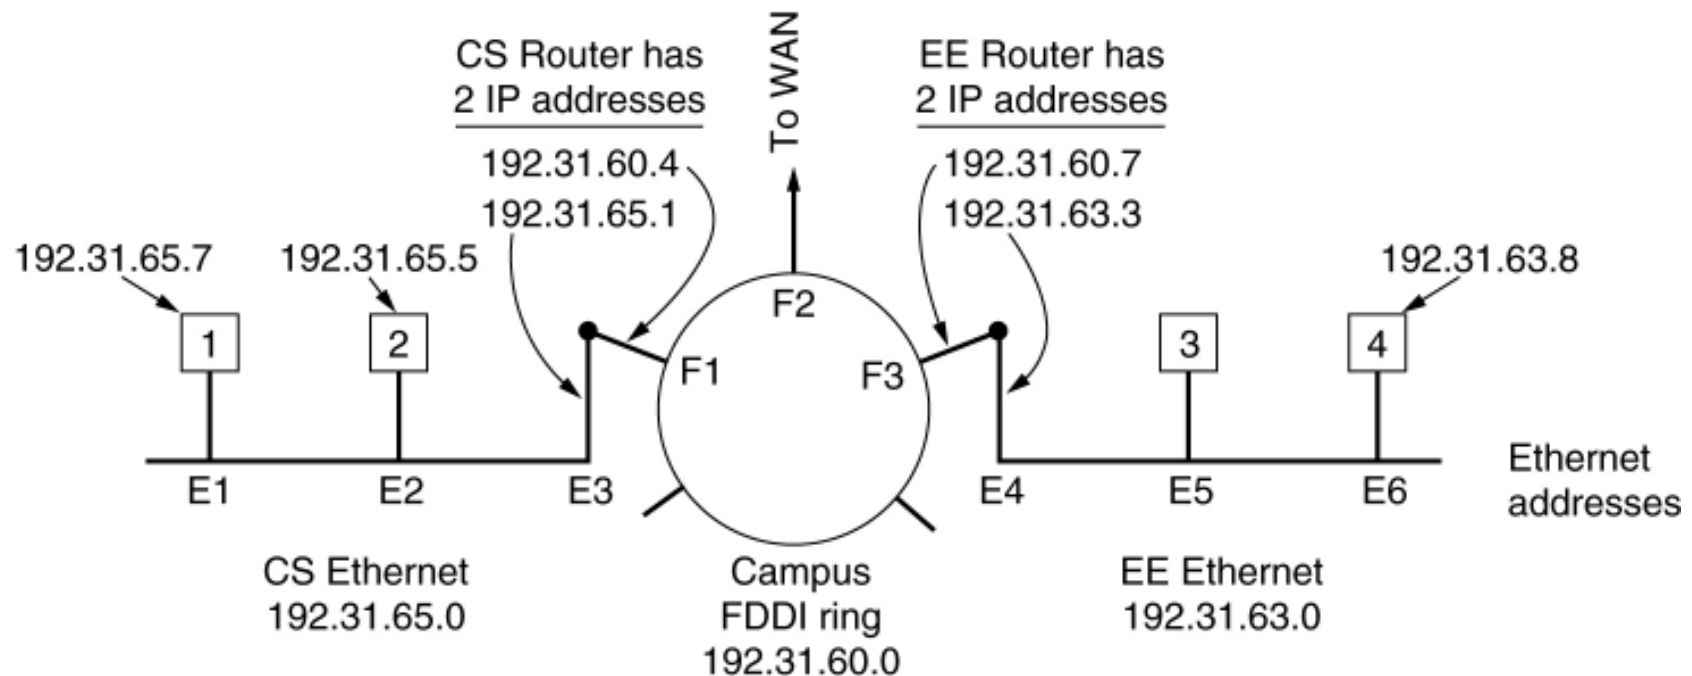 CS Router has
2 IP addresses
192.31.60.4
192.31.65.1
To WAN
EE Router has
2 IP addresses
192.31.60.7
192.31.63.3
192.31.65.7
192.31.65.5
192.31.63.8
1
2
F1
F2
F3
3
4
E1
E2
E3
E4
E5
E6
Ethernet
addresses
CS Ethernet
192.31.65.0
Campus
FDDI ring
192.31.60.0
EE Ethernet
192.31.63.0